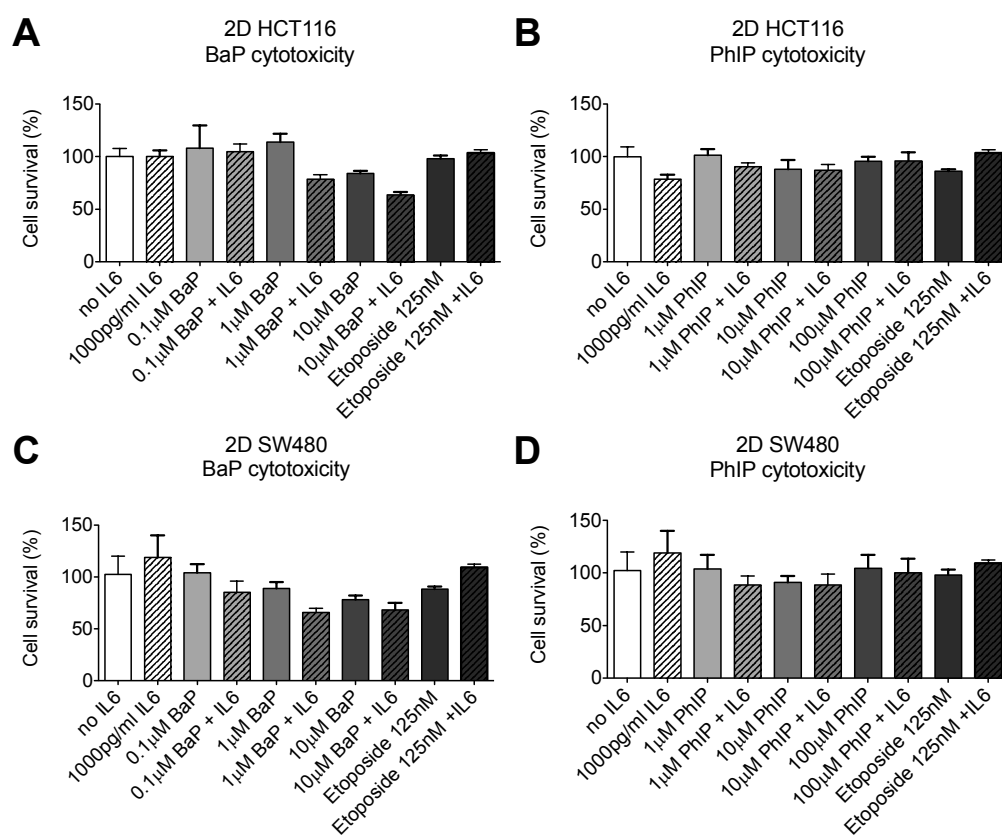 A
2D HCT116
BaP cytotoxicity
Cell survival (%)
150
100
50
0
no IL6
1000pg/ml IL6
0.1μM BaP
0.1μM BaP + IL6
1μM BaP
1μM BaP + IL6
10μM BaP
10μM BaP + IL6
Etoposide 125nM
Etoposide 125nM +IL6
B
2D HCT116
PhIP cytotoxicity
Cell survival (%)
150
100
50
0
no IL6
1000pg/ml IL6
1μM PhIP
1μM PhIP + IL6
10μM PhIP
10μM PhIP + IL6
100μM PhIP
100μM PhIP + IL6
Etoposide 125nM
Etoposide 125nM +IL6
C
2D SW480
BaP cytotoxicity
Cell survival (%)
150
100
50
0
no IL6
1000pg/ml IL6
0.1μM BaP
0.1μM BaP + IL6
1μM BaP
1μM BaP + IL6
10μM BaP
10μM BaP + IL6
Etoposide 125nM
Etoposide 125nM +IL6
D
2D SW480
PhIP cytotoxicity
Cell survival (%)
150
100
50
0
no IL6
1000pg/ml IL6
1μM PhIP
1μM PhIP + IL6
10μM PhIP
10μM PhIP + IL6
100μM PhIP
100μM PhIP + IL6
Etoposide 125nM
Etoposide 125nM +IL6